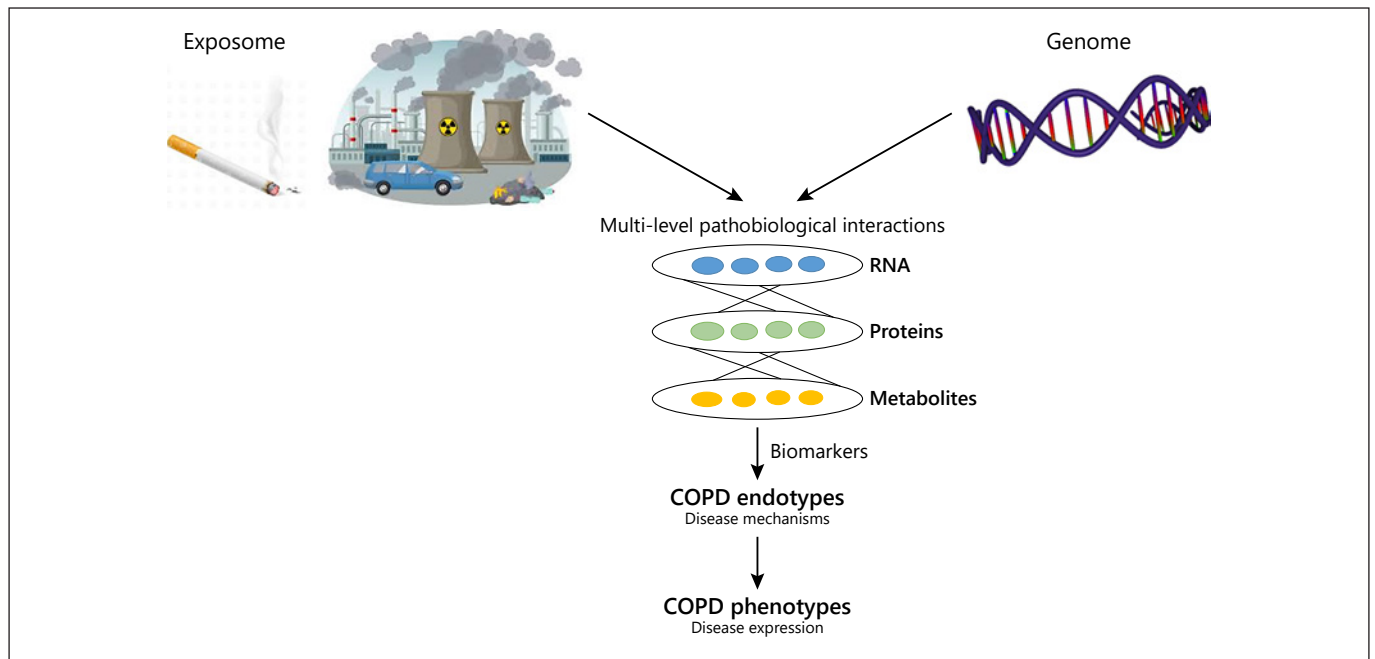 Exposome
Genome
Multi-level pathobiological interactions
RNA
Proteins
Metabolites
Biomarkers
COPD endotypes
Disease mechanisms
COPD phenotypes
Disease expression